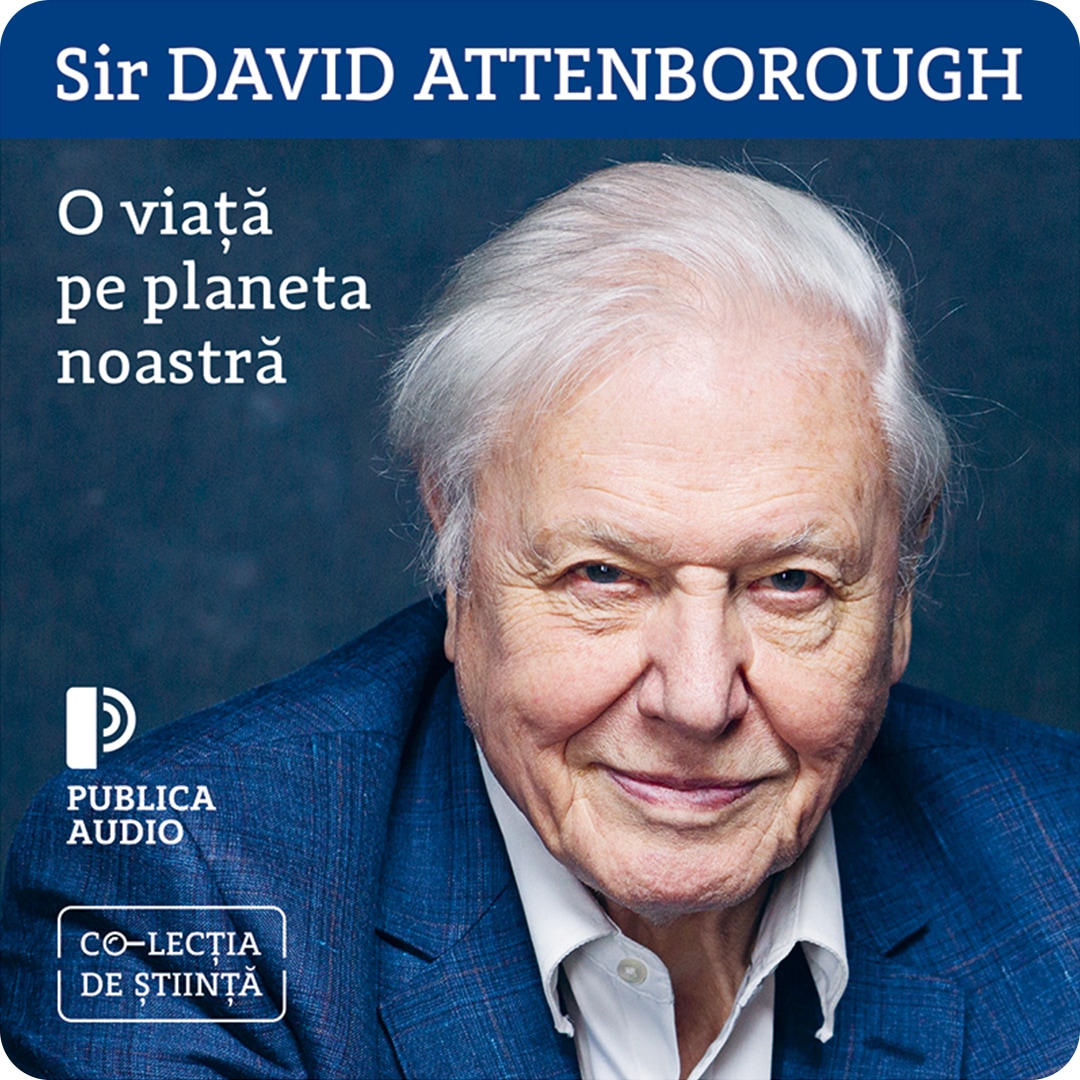 Sir DAVID ATTENBOROUGH
O viață
pe planeta
noastră
PUBLICA
AUDIO
CO-LECȚIA
DE ȘTIINȚĂ